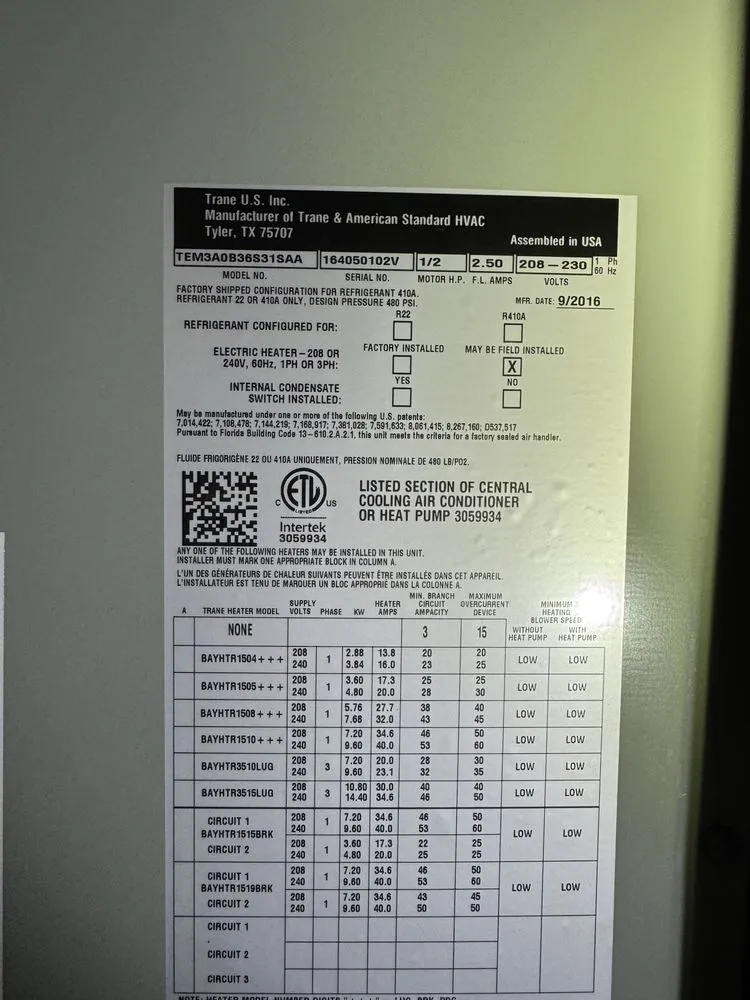 Trane U.S. Inc.
Manufacturer of Trane & American Standard HVAC
Tyler, TX 75707
Assembled in USA
TEM3A0B36S31SAA 164050102V 1/2 2.50 208 – 230 1 Ph 60 Hz
MODEL NO. SERIAL NO. MOTOR H.P. F.L. AMPS VOLTS
FACTORY SHIPPED CONFIGURATION FOR REFRIGERANT 410A.
REFRIGERANT 22 OR 410A ONLY, DESIGN PRESSURE 480 PSI.
MFR. DATE: 9/2016
R22 R410A
REFRIGERANT CONFIGURED FOR:
FACTORY INSTALLED MAY BE FIELD INSTALLED
ELECTRIC HEATER – 208 OR
240V, 60Hz, 1PH OR 3PH: X
YES NO
INTERNAL CONDENSATE
SWITCH INSTALLED:
May be manufactured under one or more of the following U.S. patents:
7,014,422; 7,108,478; 7,144,219; 7,168,917; 7,381,028; 7,591,633; 8,061,415; 8,267,160; D537,517
Pursuant to Florida Building Code 13–610.2.A.2.1, this unit meets the criteria for a factory sealed air handler.
FLUIDE FRIGORIGÈNE 22 OU 410A UNIQUEMENT, PRESSION NOMINALE DE 480 LB/PO2.
C ETL US
LISTED
Intertek
3059934
LISTED SECTION OF CENTRAL
COOLING AIR CONDITIONER
OR HEAT PUMP 3059934
ANY ONE OF THE FOLLOWING HEATERS MAY BE INSTALLED IN THIS UNIT.
INSTALLER MUST MARK ONE APPROPRIATE BLOCK IN COLUMN A.
L'UN DES GÉNÉRATEURS DE CHALEUR SUIVANTS PEUVENT ÊTRE INSTALLÉS DANS CET APPAREIL.
L'INSTALLATEUR EST TENU DE MARQUER UN BLOC APPROPRIÉ DANS LA COLONNE A.
A TRANE HEATER MODEL SUPPLY VOLTS PHASE KW HEATER AMPS MIN. BRANCH CIRCUIT AMPACITY MAXIMUM OVERCURRENT DEVICE MINIMUM HEATING BLOWER SPEED
WITHOUT HEAT PUMP WITH HEAT PUMP
NONE 3 15
BAYHTR1504+++ 208 1 2.88 13.8 20 20 LOW LOW
240 3.84 16.0 23 25
BAYHTR1505+++ 208 1 3.60 17.3 25 25 LOW LOW
240 4.80 20.0 28 30
BAYHTR1508+++ 208 1 5.76 27.7 38 40 LOW LOW
240 7.68 32.0 43 45
BAYHTR1510+++ 208 1 7.20 34.6 46 50 LOW LOW
240 9.60 40.0 53 60
BAYHTR3510LUG 208 3 7.20 20.0 28 30 LOW LOW
240 9.60 23.1 32 35
BAYHTR3515LUG 208 3 10.80 30.0 40 40 LOW LOW
240 14.40 34.6 46 50
CIRCUIT 1 208 1 7.20 34.6 46 50
240 9.60 40.0 53 60
BAYHTR1515BRK LOW LOW
CIRCUIT 2 208 1 3.60 17.3 22 25
240 4.80 20.0 25 25
CIRCUIT 1 208 1 7.20 34.6 46 50
240 9.60 40.0 53 60
BAYHTR1519BRK LOW LOW
CIRCUIT 2 208 1 7.20 34.6 43 45
240 9.60 40.0 50 50
CIRCUIT 1
CIRCUIT 2
CIRCUIT 3
NOTE: HEATER MODEL NUMBER DIGITS